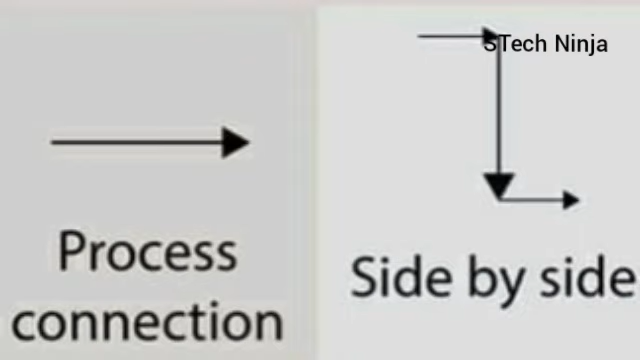 STech Ninja
Process
connection
Side by side